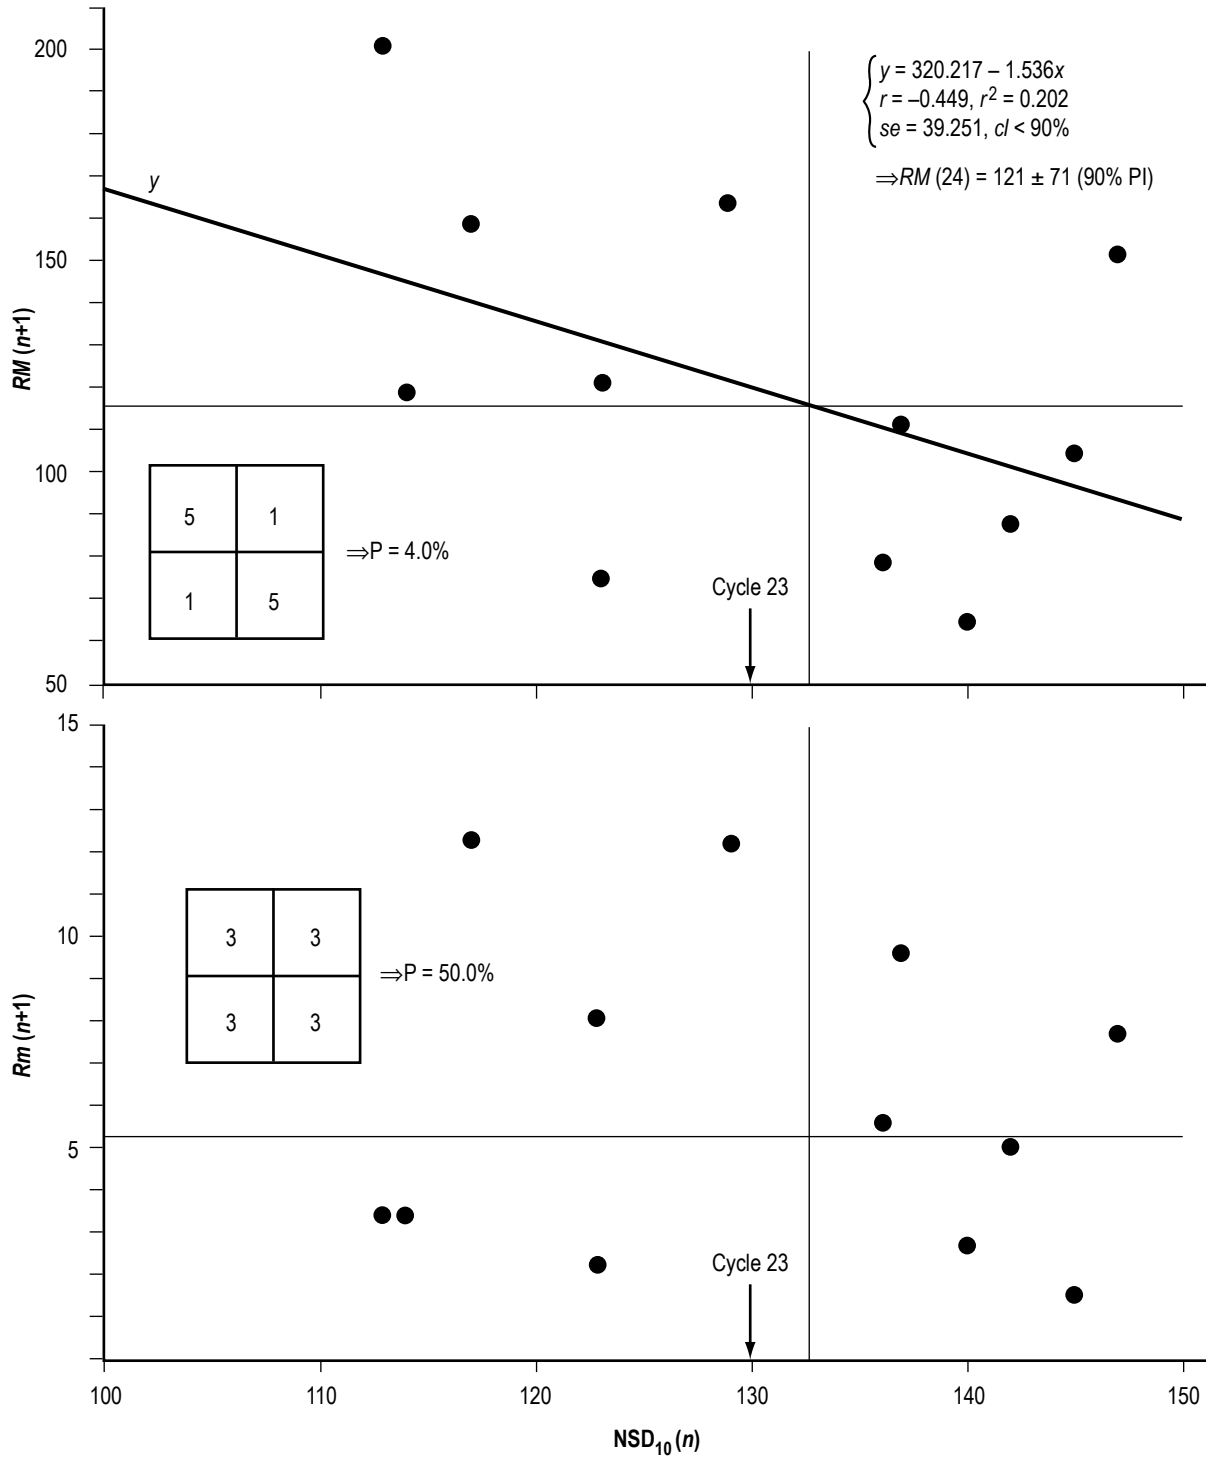 200
150
100
50
RM (n+1)
y
y = 320.217 – 1.536x
r = –0.449, r² = 0.202
se = 39.251, cl < 90%
⇒RM (24) = 121 ± 71 (90% PI)
5 1
1 5
⇒P = 4.0%
Cycle 23
15
10
5
Rm (n+1)
3 3
3 3
⇒P = 50.0%
Cycle 23
100 110 120 130 140 150
NSD₁₀ (n)